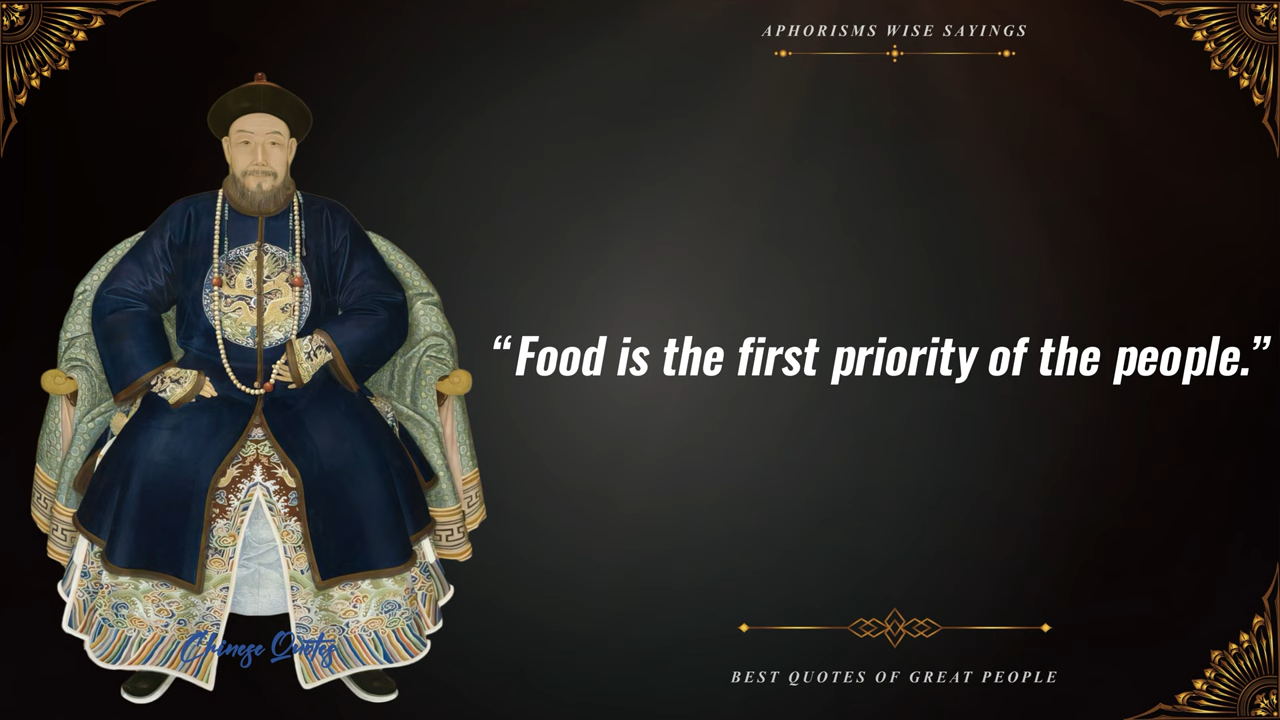 APHORISMS WISE SAYINGS
“Food is the first priority of the people.”
Chinese Quotes
BEST QUOTES OF GREAT PEOPLE